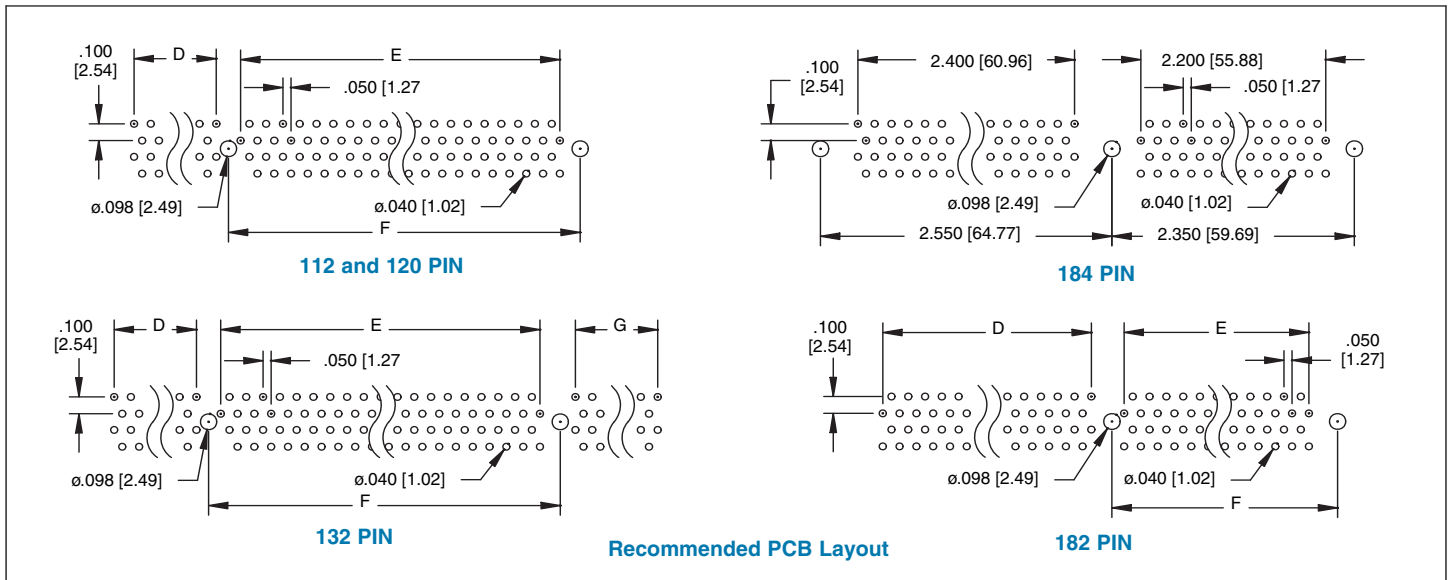 .100
[2.54]
D
E
.050 [1.27
ø.098 [2.49]
ø.040 [1.02]
F
112 and 120 PIN
.100
[2.54]
2.400 [60.96]
2.200 [55.88]
.050 [1.27
ø.098 [2.49]
ø.040 [1.02]
2.550 [64.77]
2.350 [59.69]
184 PIN
.100
[2.54]
D
E
G
.050 [1.27
ø.098 [2.49]
ø.040 [1.02]
F
132 PIN
.100
[2.54]
D
E
.050
[1.27]
ø.098 [2.49]
ø.040 [1.02]
F
182 PIN
Recommended PCB Layout